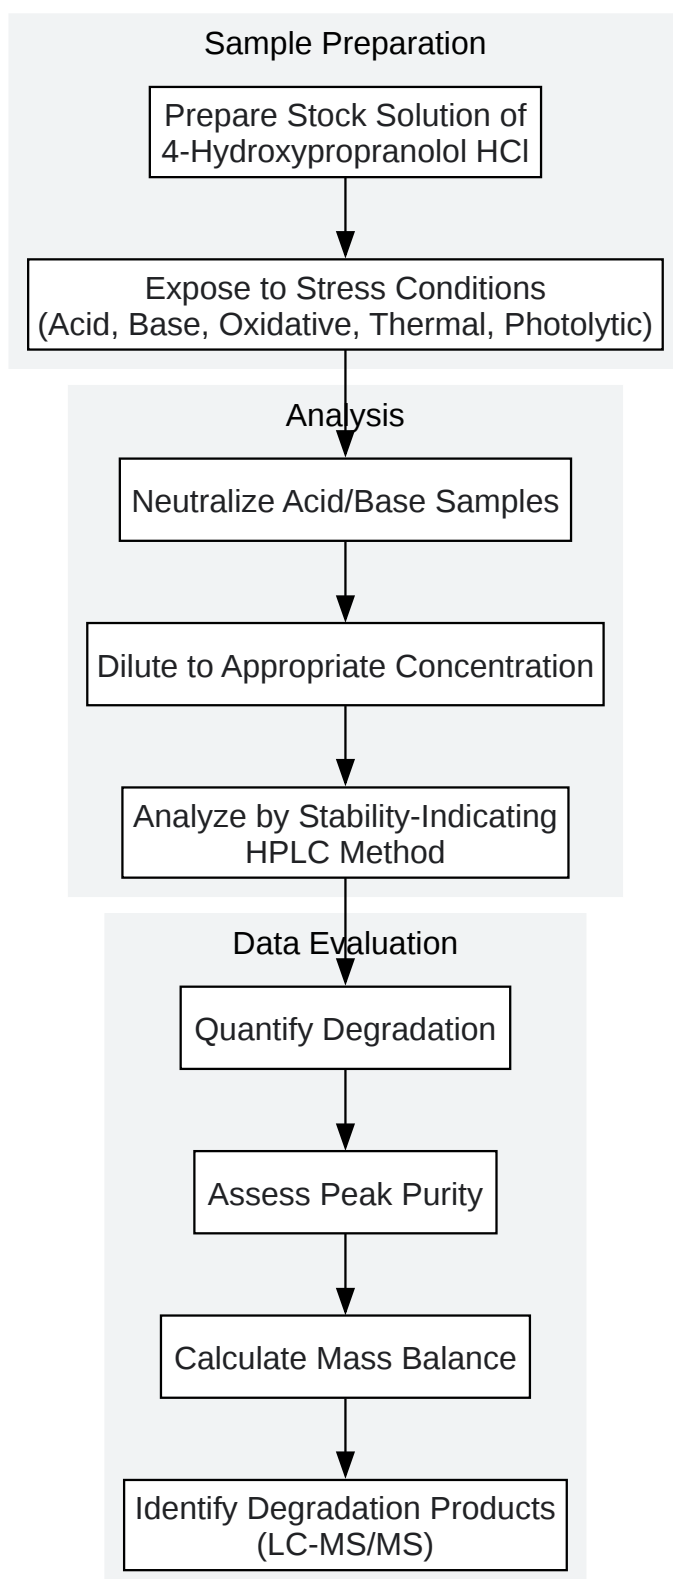 Sample Preparation
Prepare Stock Solution of
4-Hydroxypropranolol HCl
Expose to Stress Conditions
(Acid, Base, Oxidative, Thermal, Photolytic)
Analysis
Neutralize Acid/Base Samples
Dilute to Appropriate Concentration
Analyze by Stability-Indicating
HPLC Method
Data Evaluation
Quantify Degradation
Assess Peak Purity
Calculate Mass Balance
Identify Degradation Products
(LC-MS/MS)